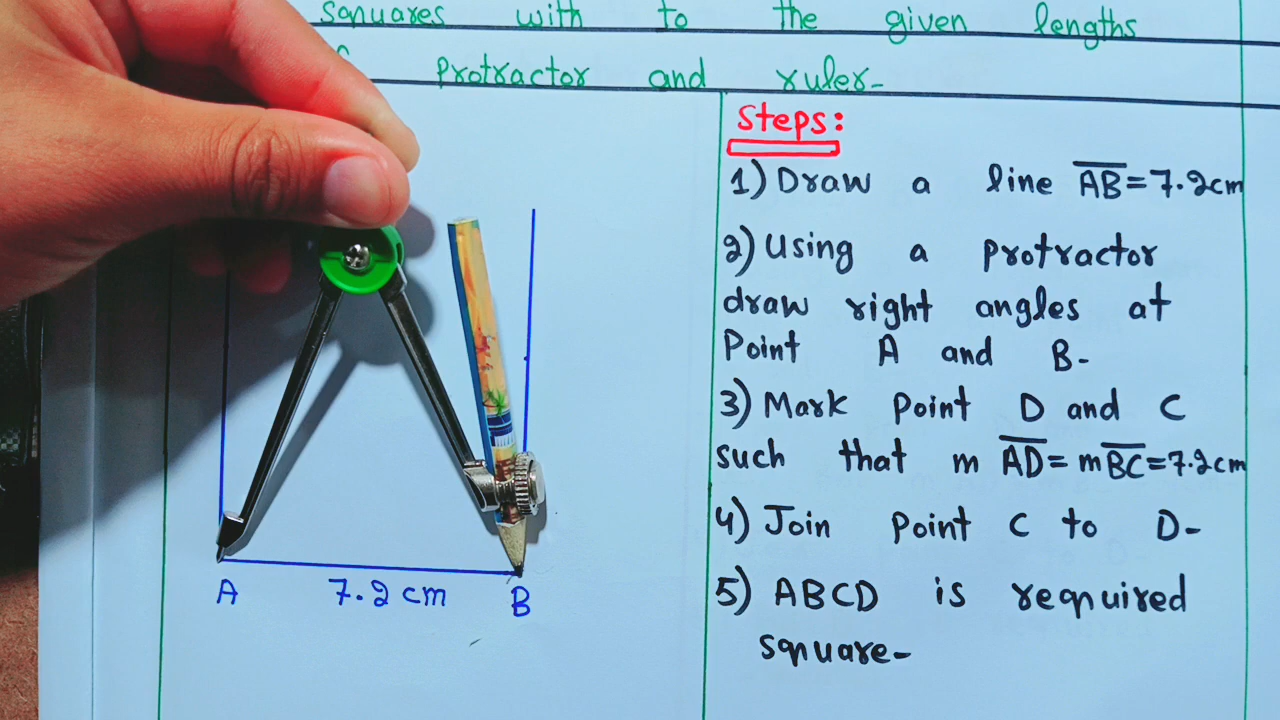 squares with to the given lengths
Protractor and ruler-
Steps:
1) Draw a line AB=7.2cm
2) Using a protractor
draw right angles at
Point A and B-
3) Mark Point D and C
such that m AD=mBC=7.2cm
4) Join Point C to D-
5) ABCD is required
square-
A 7.2 cm B